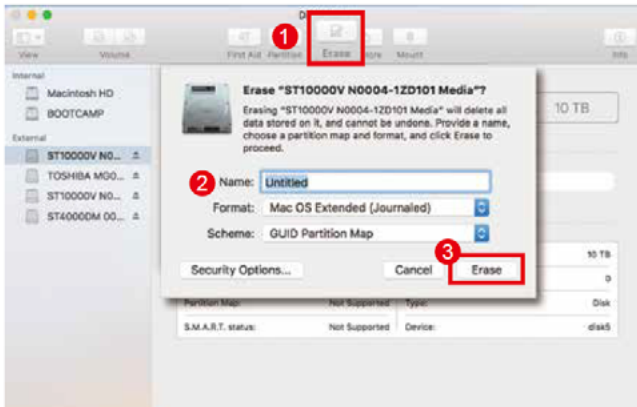 1
View
Volume
First Aid
Partition
Erase
Mount
Info
Internal
Macintosh HD
BOOTCAMP
External
ST10000V N0...
TOSHIBA MG0...
ST10000V N0...
ST4000DM 00...
10 TB
Erase "ST10000V N0004-1ZD101 Media"?
Erasing "ST10000V N0004-1ZD101 Media" will delete all
data stored on it, and cannot be undone. Provide a name,
choose a partition map and format, and click Erase to
proceed.
2
Name: Untitled
Format: Mac OS Extended (Journaled)
Scheme: GUID Partition Map
3
Security Options...
Cancel
Erase
10 TB
0
Partition Map: Not Supported
Type: Disk
S.M.A.R.T. status: Not Supported
Device: disk5